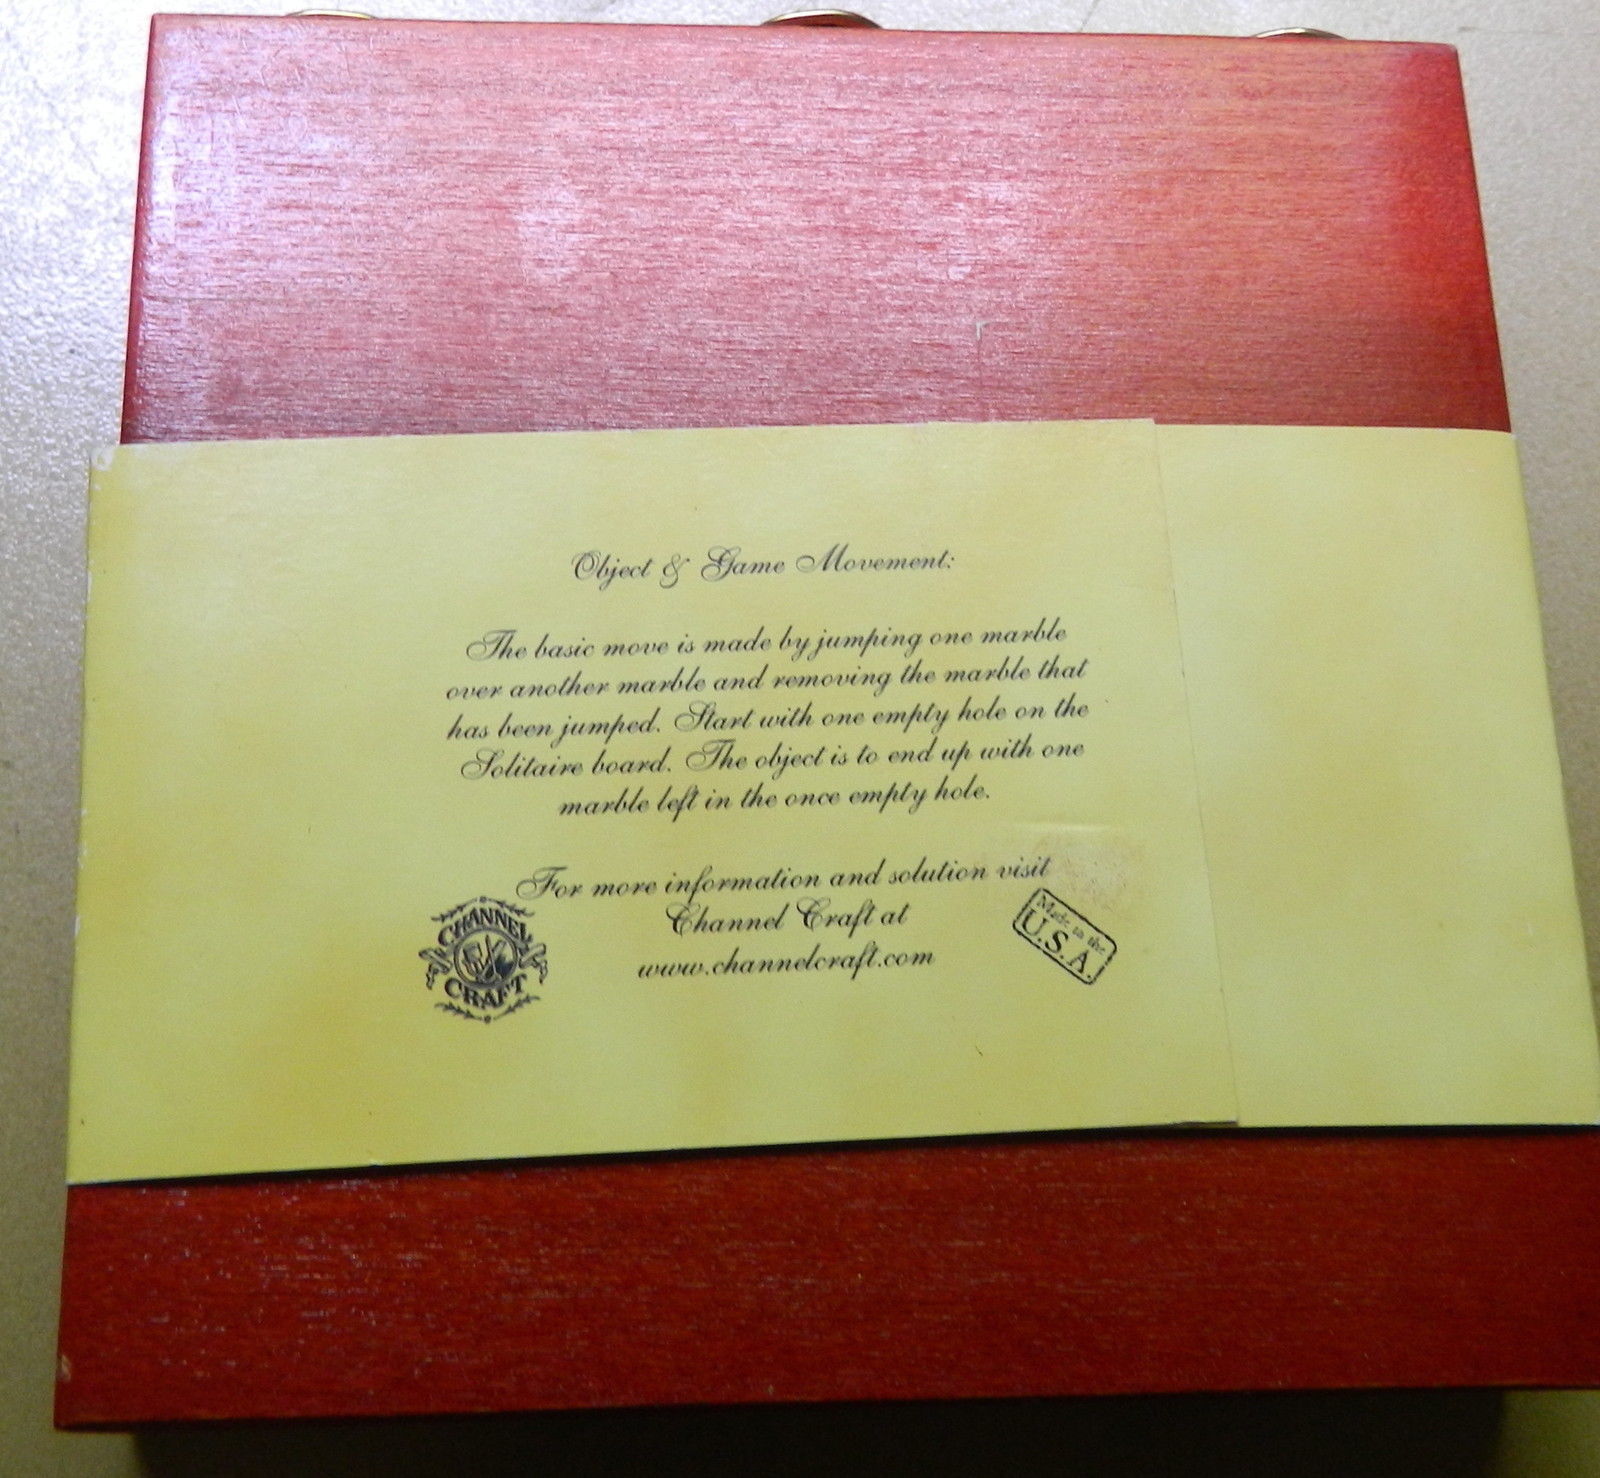 Object & Game Movement:
The basic move is made by jumping one marble
over another marble and removing the marble that
has been jumped. Start with one empty hole on the
Solitaire board. The object is to end up with one
marble left in the once empty hole.
For more information and solution visit
Channel Craft at
www.channelcraft.com
CHANNEL
CRAFT
Made in the
U.S.A.